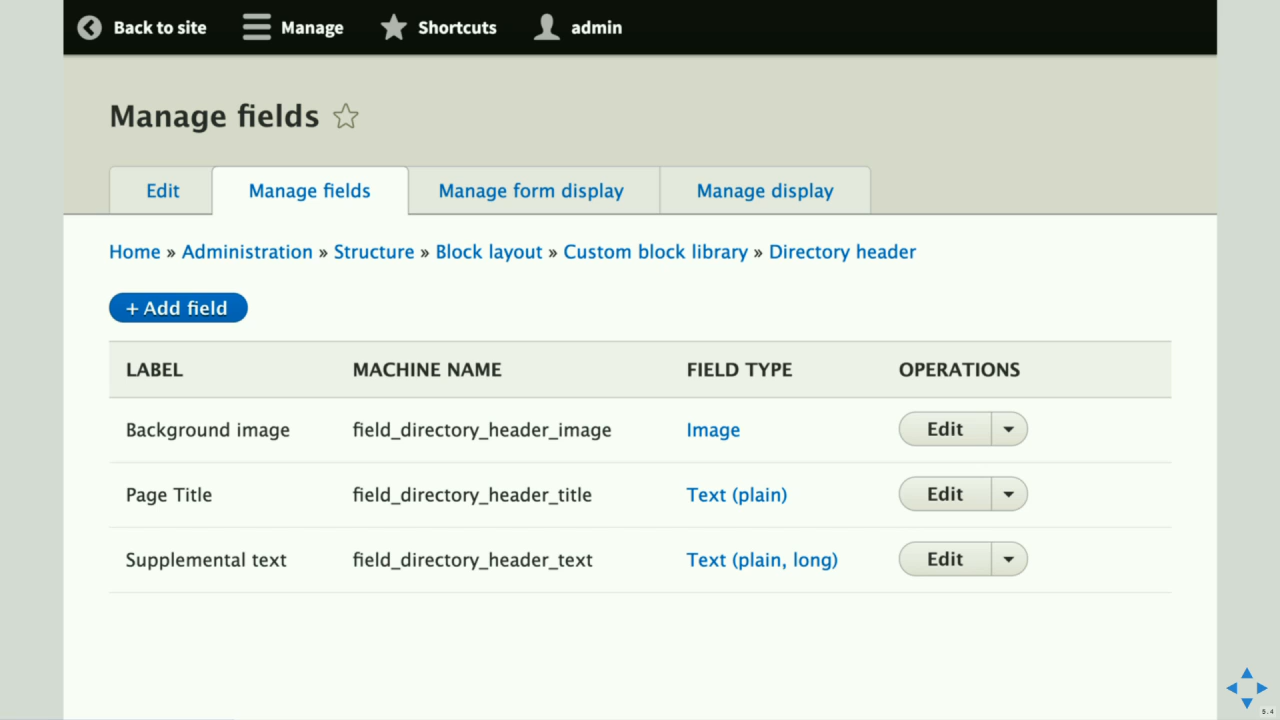 Back to site Manage Shortcuts admin
Manage fields
Edit Manage fields Manage form display Manage display
Home » Administration » Structure » Block layout » Custom block library » Directory header
+ Add field
LABEL MACHINE NAME FIELD TYPE OPERATIONS
Background image field_directory_header_image Image Edit
Page Title field_directory_header_title Text (plain) Edit
Supplemental text field_directory_header_text Text (plain, long) Edit
5.4